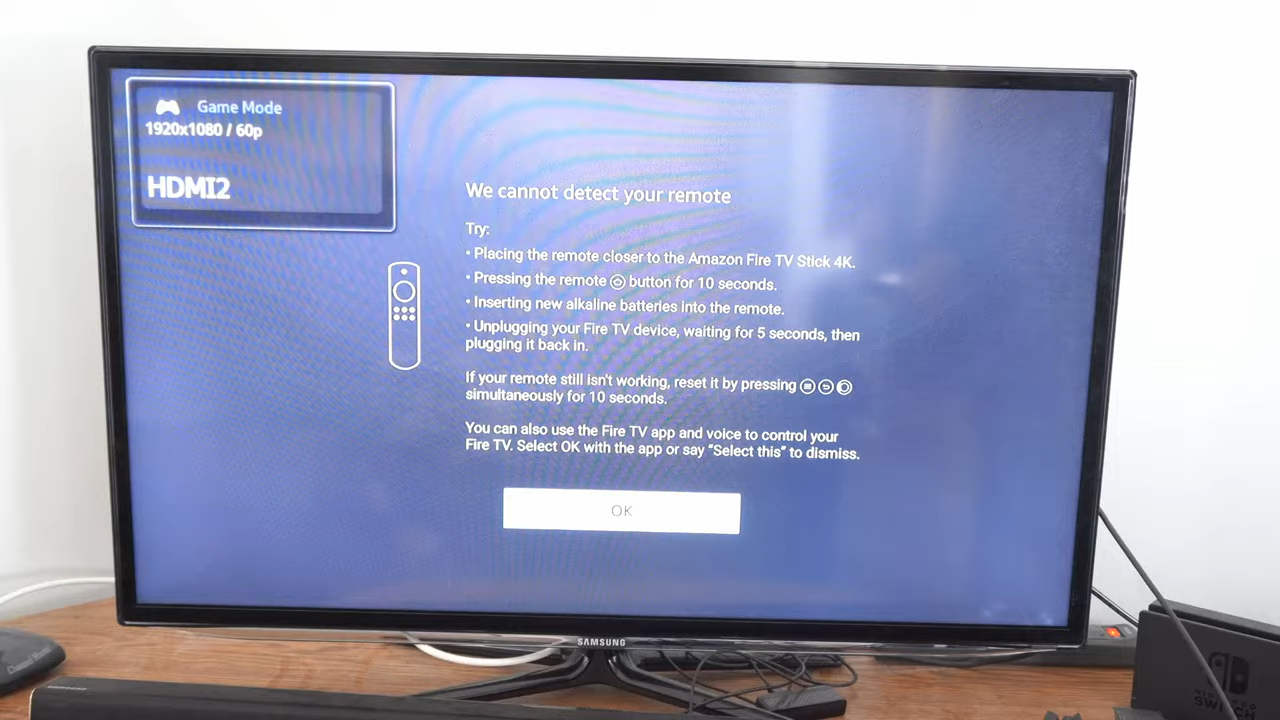 Game Mode
1920x1080 / 60p
HDMI2
We cannot detect your remote
Try:
• Placing the remote closer to the Amazon Fire TV Stick 4K.
• Pressing the remote button for 10 seconds.
• Inserting new alkaline batteries into the remote.
• Unplugging your Fire TV device, waiting for 5 seconds, then
plugging it back in.
If your remote still isn't working, reset it by pressing
simultaneously for 10 seconds.
You can also use the Fire TV app and voice to control your
Fire TV. Select OK with the app or say "Select this" to dismiss.
OK
SAMSUNG
SAMSUNG
SWITCH